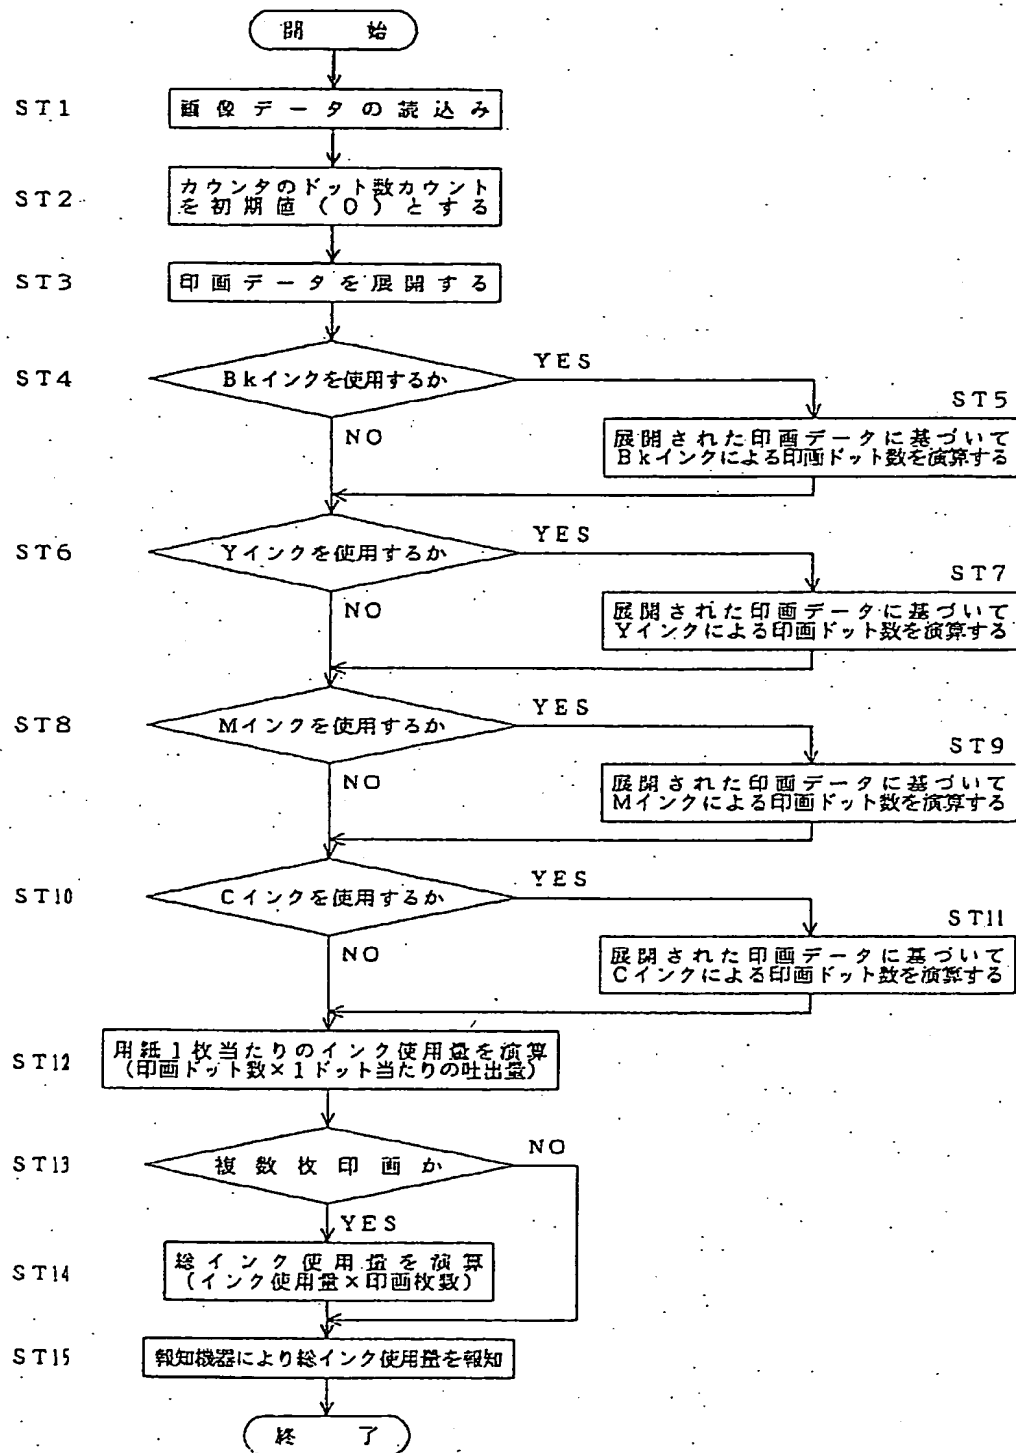 開 始
ST1
画像データの読込み
ST2
カウンタのドット数カウント
を初期値(0)とする
ST3
印画データを展開する
ST4
Bkインクを使用するか
YES
NO
ST5
展開された印画データに基づいて
Bkインクによる印画ドット数を演算する
ST6
Yインクを使用するか
YES
NO
ST7
展開された印画データに基づいて
Yインクによる印画ドット数を演算する
ST8
Mインクを使用するか
YES
NO
ST9
展開された印画データに基づいて
Mインクによる印画ドット数を演算する
ST10
Cインクを使用するか
YES
NO
ST11
展開された印画データに基づいて
Cインクによる印画ドット数を演算する
ST12
用紙1枚当たりのインク使用量を演算
(印画ドット数×1ドット当たりの吐出量)
ST13
複数枚印画か
NO
YES
ST14
総インク使用量を演算
(インク使用量×印画枚数)
ST15
報知機器により総インク使用量を報知
終 了